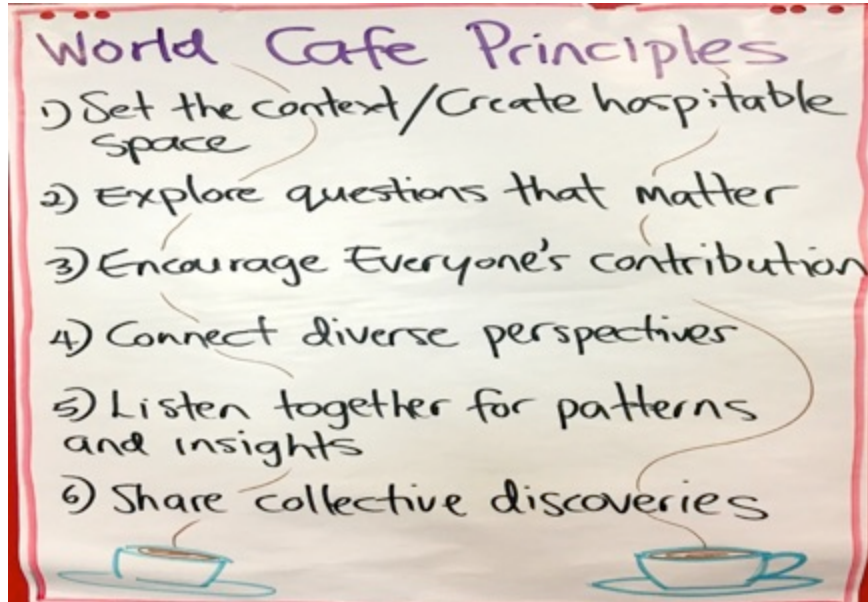 World Cafe Principles
1) Set the context/Create hospitable
space
2) Explore questions that matter
3) Encourage Everyone's contribution
4) Connect diverse perspectives
5) Listen together for patterns
and insights
6) Share collective discoveries